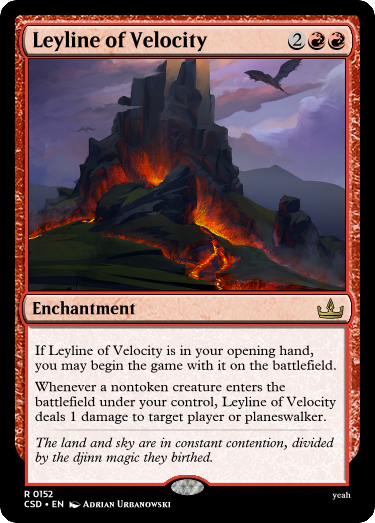 Leyline of Velocity 2
Enchantment
If Leyline of Velocity is in your opening hand,
you may begin the game with it on the battlefield.
Whenever a nontoken creature enters the
battlefield under your control, Leyline of Velocity
deals 1 damage to target player or planeswalker.
The land and sky are in constant contention, divided
by the djinn magic they birthed.
R 0152
yeah
CSD • EN Adrian Urbanowski